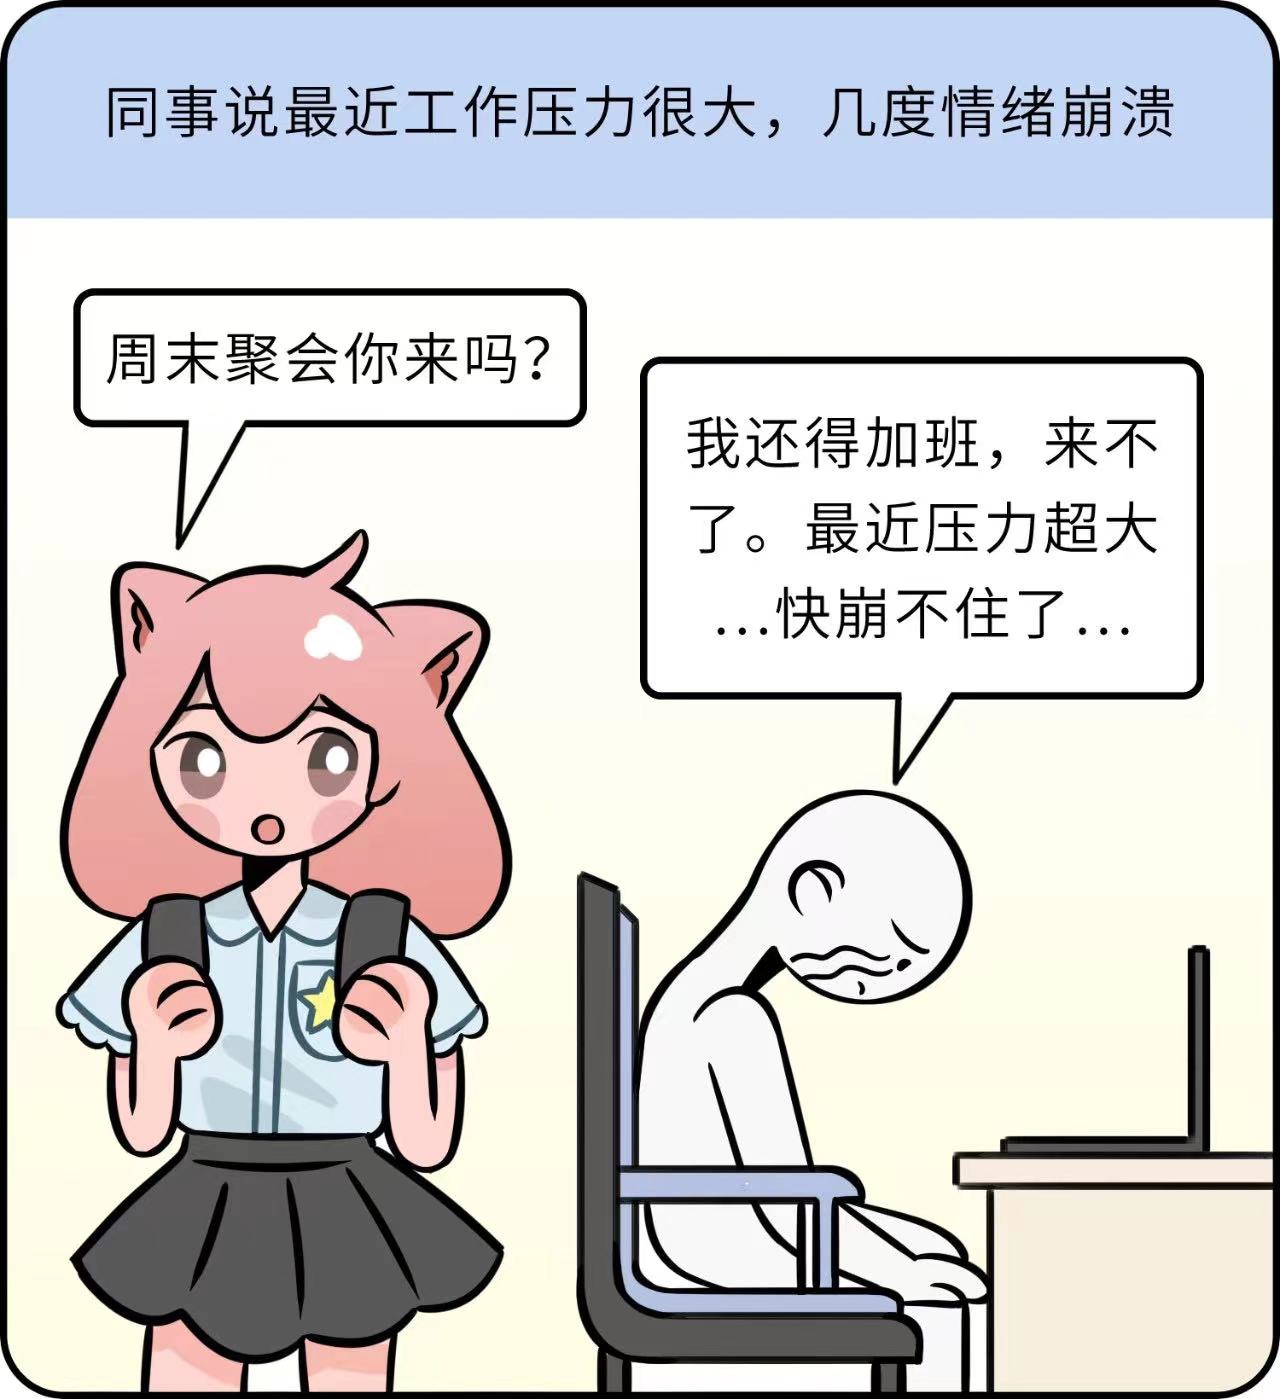 同事说最近工作压力很大，几度情绪崩溃
周末聚会你来吗？
我还得加班，来不
了。最近压力超大
...快崩不住了...